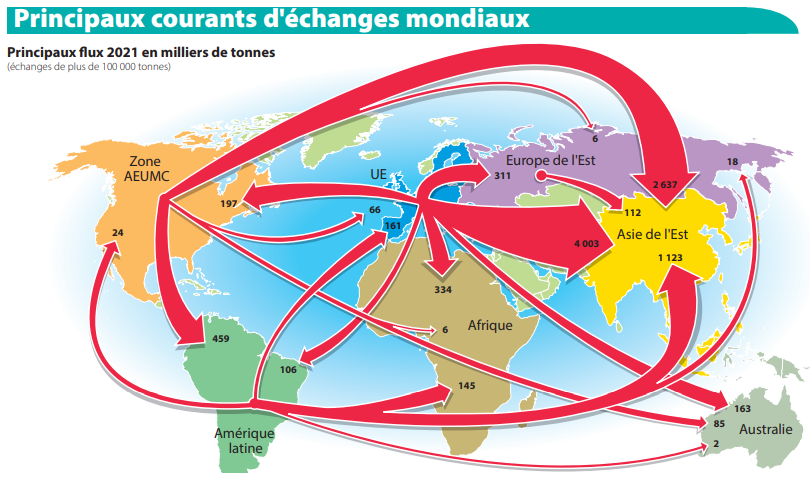 Principaux courants d'échanges mondiaux
Principaux flux 2021 en milliers de tonnes
(échanges de plus de 100 000 tonnes)
6
Zone
AEUMC
UE
Europe de l'Est
18
311
2 637
197
66
112
161
24
4 003
Asie de l'Est
1 123
334
6
Afrique
459
106
145
163
85
Australie
2
Amérique
latine